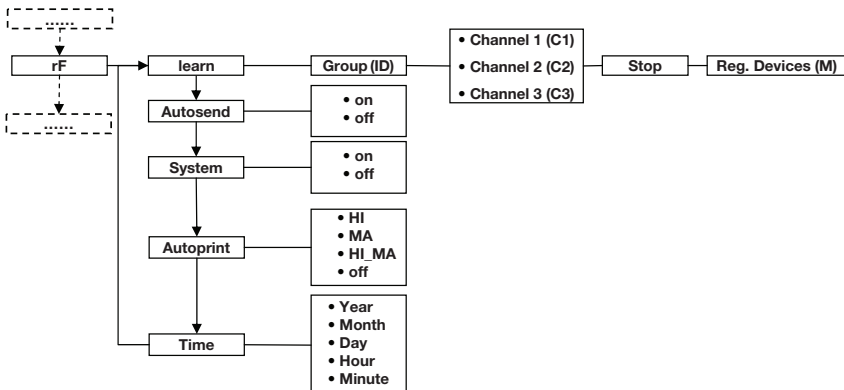 ......
rF
......
learn
Group (ID)
• Channel 1 (C1)
• Channel 2 (C2)
• Channel 3 (C3)
Stop
Reg. Devices (M)
Autosend
• on
• off
System
• on
• off
Autoprint
• HI
• MA
• HI_MA
• off
Time
• Year
• Month
• Day
• Hour
• Minute